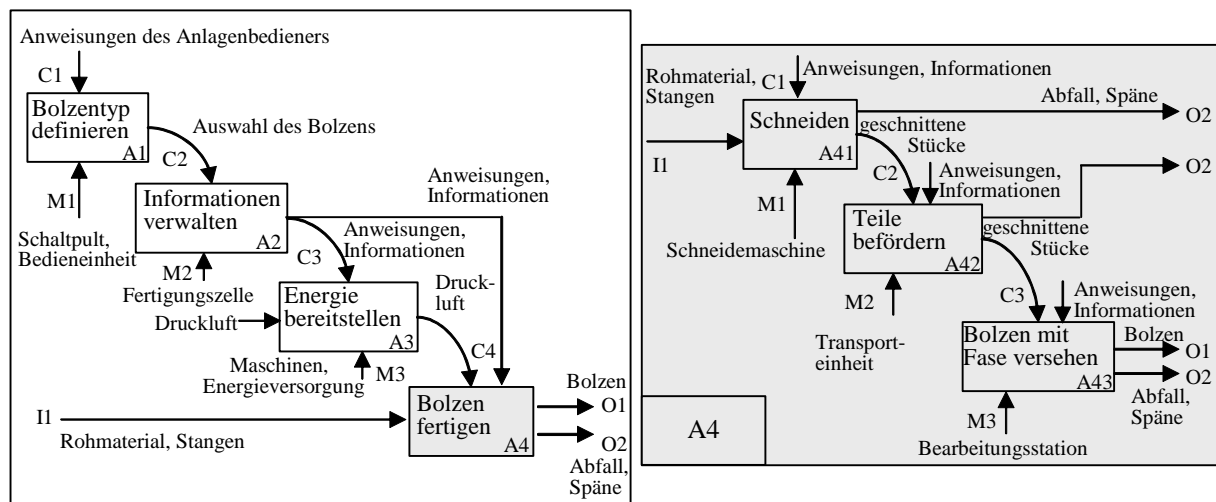 Anweisungen des Anlagenbedieners
C1
Bolzentyp
definieren
A1
Auswahl des Bolzens
C2
M1
Schaltpult,
Bedieneinheit
Informationen
verwalten
A2
Anweisungen,
Informationen
Anweisungen,
Informationen
C3
M2
Fertigungszelle
Druckluft
Energie
bereitstellen
A3
Druck-
luft
C4
Maschinen,
Energieversorgung
M3
I1
Rohmaterial, Stangen
Bolzen
fertigen
A4
Bolzen
O1
O2
Abfall,
Späne
Rohmaterial,
Stangen
C1
Anweisungen, Informationen
I1
Schneiden
A41
Abfall, Späne
O2
geschnittene
Stücke
C2
M1
Schneidemaschine
Anweisungen,
Informationen
O2
Teile
befördern
A42
geschnittene
Stücke
C3
M2
Transport-
einheit
Anweisungen,
Informationen
Bolzen mit
Fase versehen
A43
Bolzen
O1
O2
Abfall,
Späne
M3
Bearbeitungsstation
A4